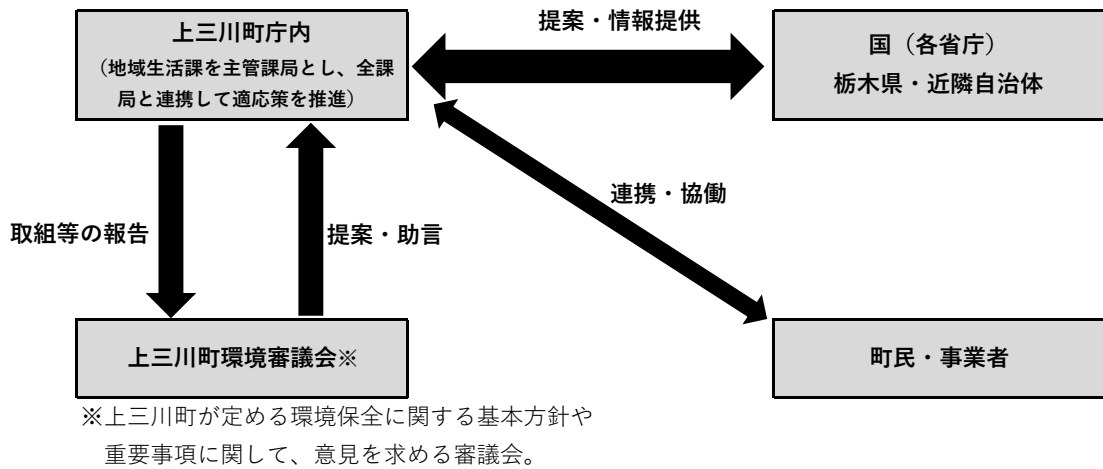 提案・情報提供
上三川町庁内
(地域生活課を主管課局とし、全課
局と連携して適応策を推進)
国(各省庁)
栃木県・近隣自治体
連携・協働
取組等の報告
提案・助言
上三川町環境審議会※
町民・事業者
※上三川町が定める環境保全に関する基本方針や
重要事項に関して、意見を求める審議会。